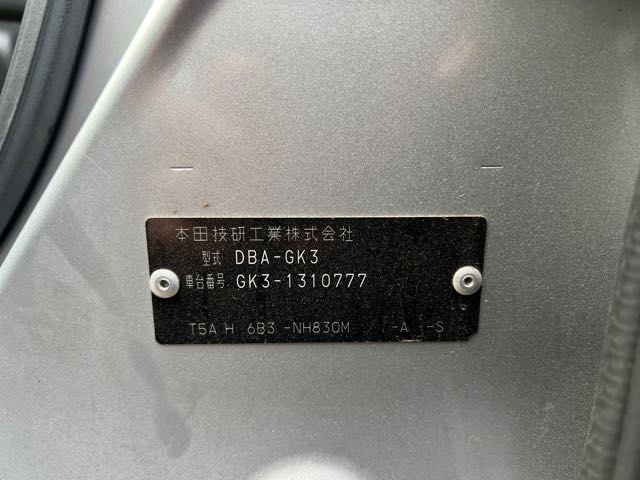 本田技研工業株式会社
型式 DBA-GK3
車台番号 GK3-1310777
T5A H 6B3 -NH830M -A -S